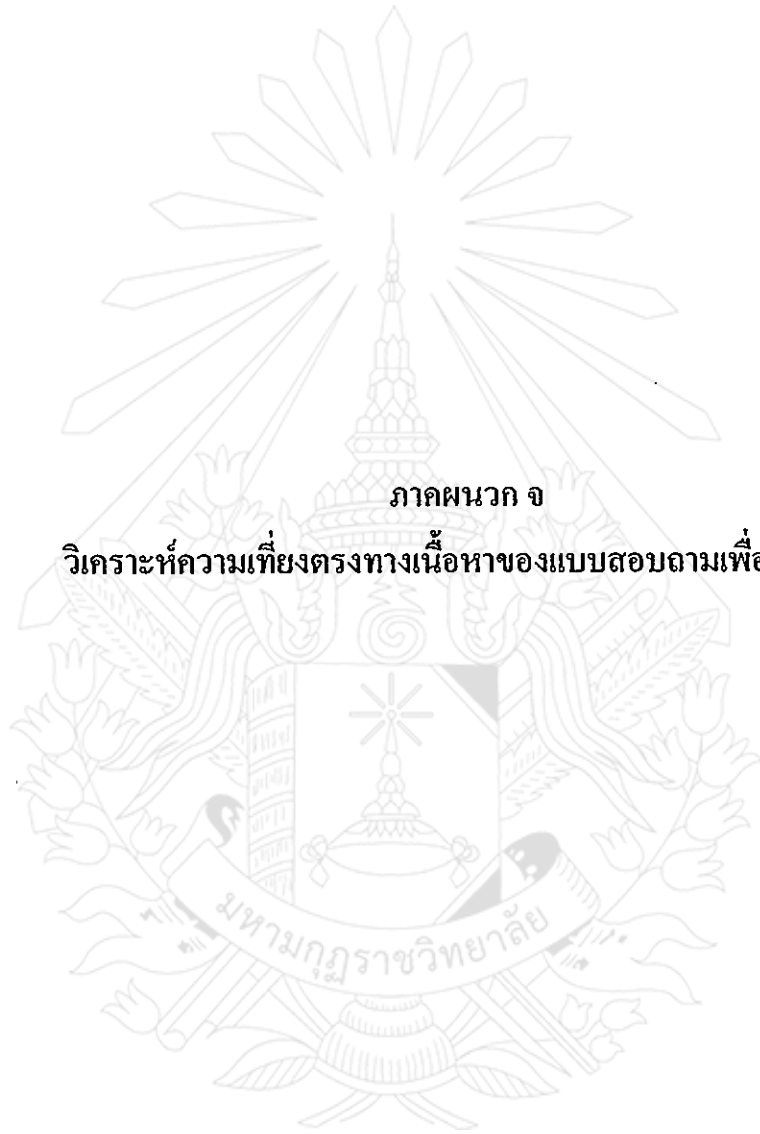 ภาคผนวก จ
วิเคราะห์ความเที่ยงตรงทางเนื้อหาของแบบสอบถามเพื่อ
มหามกุฏราชวิทยาลัย